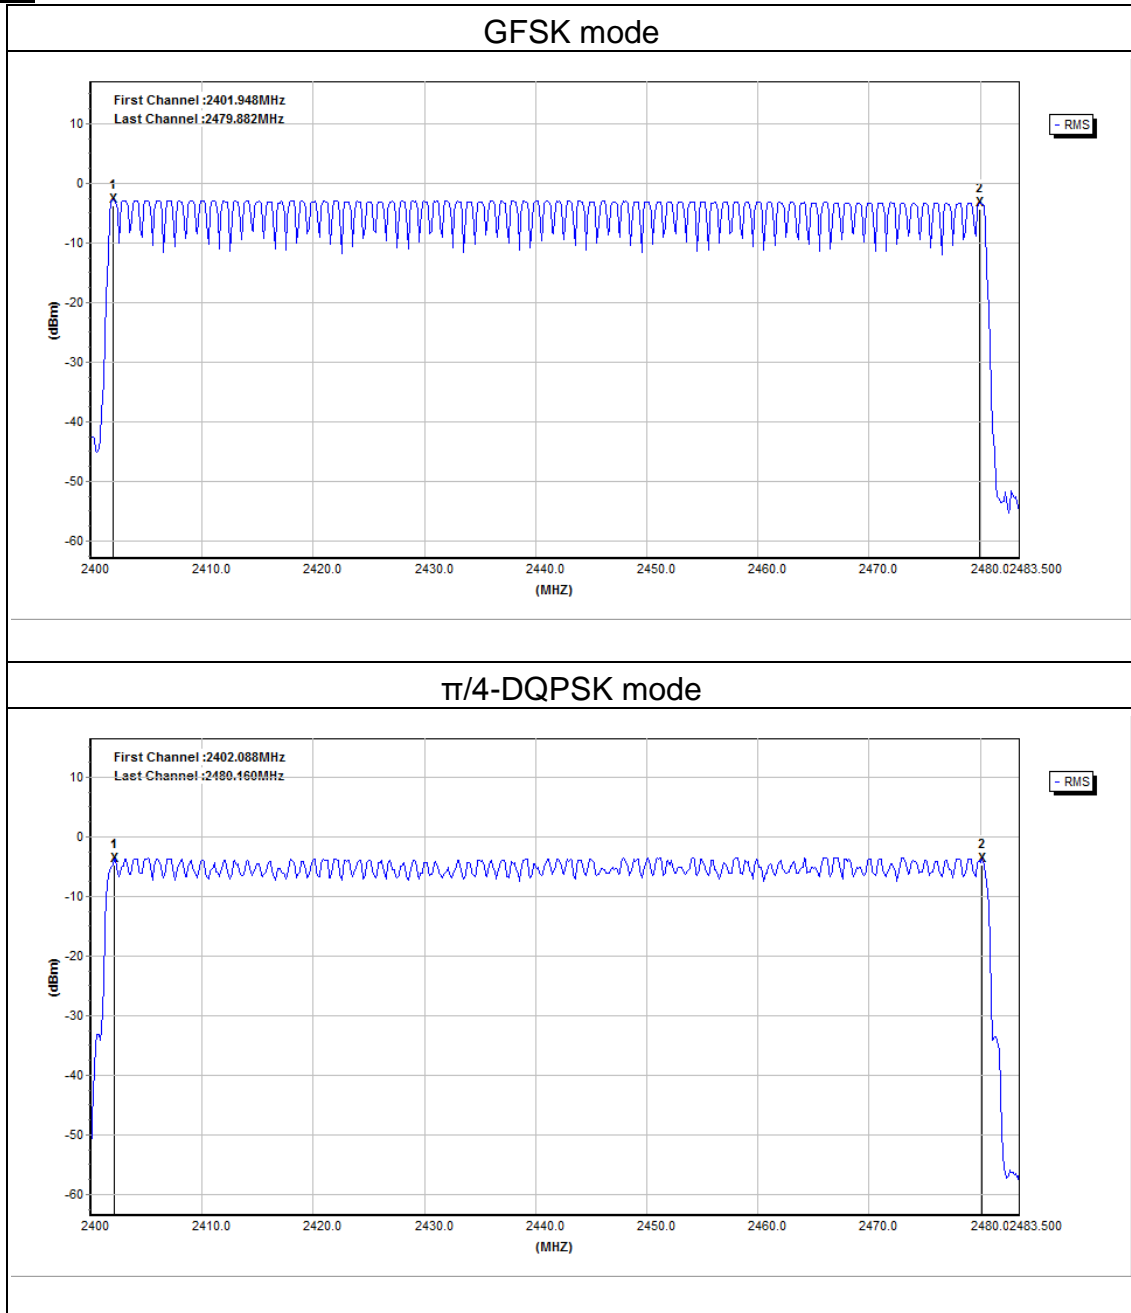 GFSK mode
First Channel :2401.948MHz
Last Channel :2479.882MHz
10
0
-10
-20
-30
-40
-50
-60
(dBm)
1
2
- RMS
2400 2410.0 2420.0 2430.0 2440.0 2450.0 2460.0 2470.0 2480.02483.500
(MHZ)
π/4-DQPSK mode
First Channel :2402.088MHz
Last Channel :2480.160MHz
10
0
-10
-20
-30
-40
-50
-60
(dBm)
1
2
- RMS
2400 2410.0 2420.0 2430.0 2440.0 2450.0 2460.0 2470.0 2480.02483.500
(MHZ)